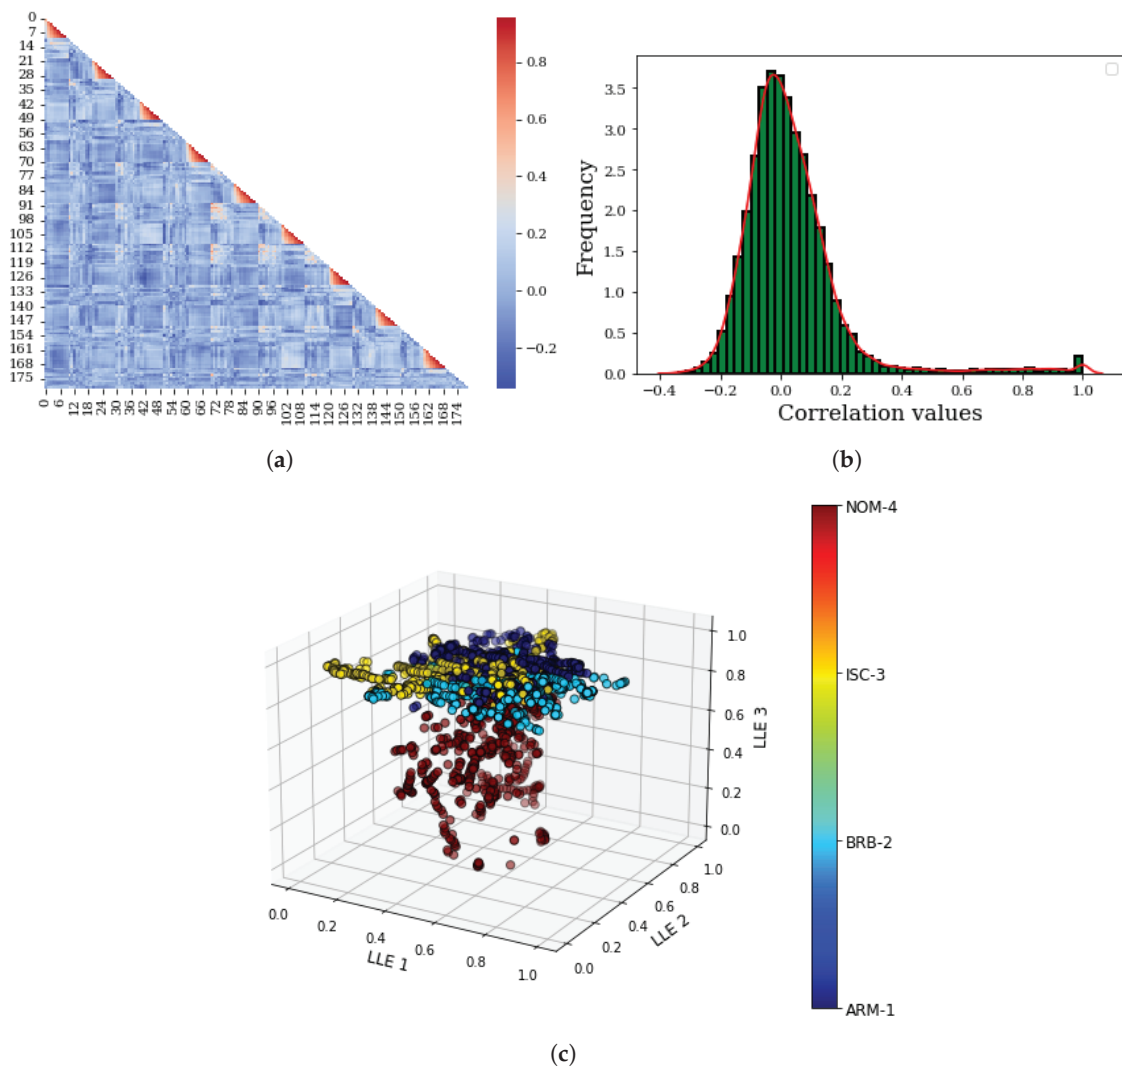 0
7
14
21
28
35
42
49
56
63
70
77
84
91
98
105
112
119
126
133
140
147
154
161
168
175
0 6 12 18 24 30 36 42 48 54 60 66 72 78 84 90 96 102 108 114 120 126 132 138 144 150 156 162 168 174
0.8
0.6
0.4
0.2
0.0
−0.2
(a)
Frequency
3.5
3.0
2.5
2.0
1.5
1.0
0.5
0.0
−0.4 −0.2 0.0 0.2 0.4 0.6 0.8 1.0
Correlation values
(b)
NOM-4
ISC-3
BRB-2
ARM-1
1.0
0.8
0.6
0.4
0.2
0.0
LLE 3
0.0 0.2 0.4 0.6 0.8 1.0
LLE 1
0.0 0.2 0.4 0.6 0.8 1.0
LLE 2
(c)